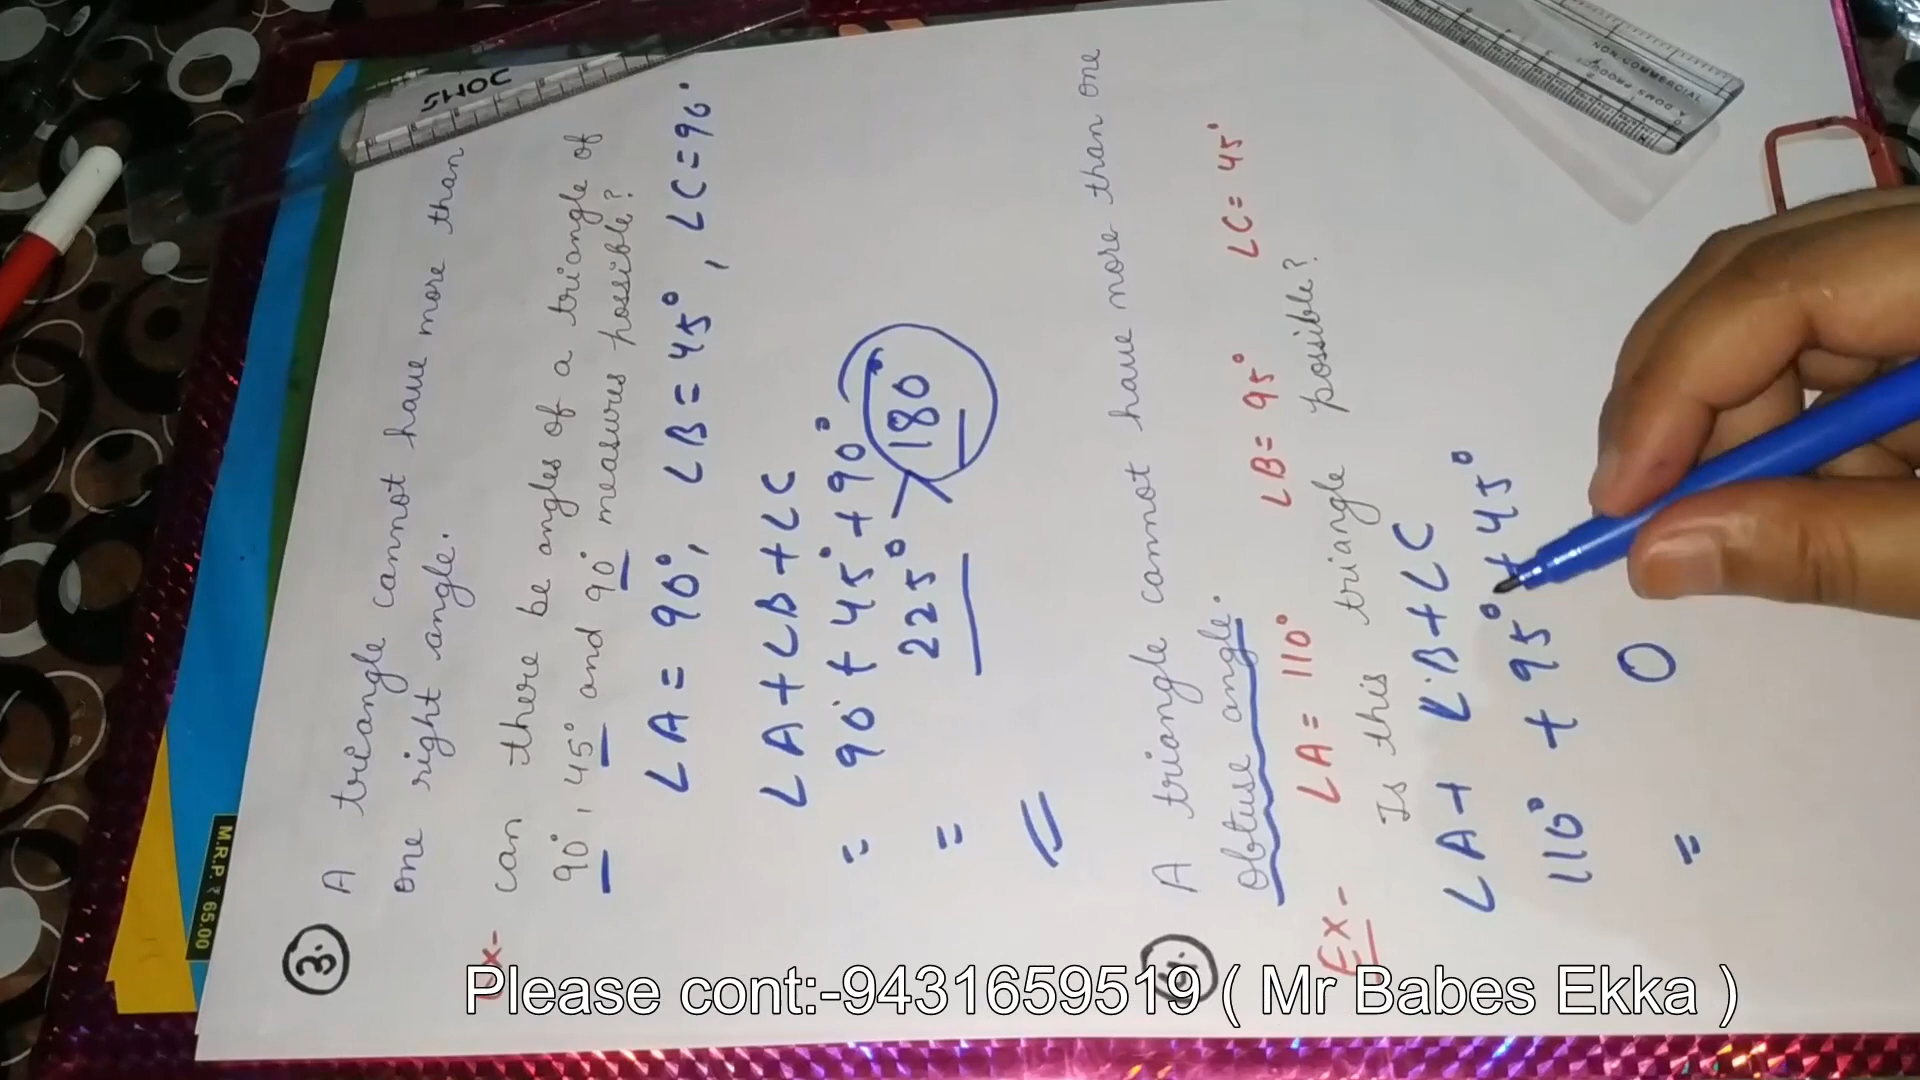 3. A triangle cannot have more than
one right angle.
Ex- can there be angles of a triangle of
90°, 45° and 90° measures possible?
∠A = 90°, ∠B = 45°, ∠C = 90°
∠A + ∠B + ∠C
= 90° + 45° + 90°
= 225° > 180
4. A triangle cannot have more than one
obtuse angle.
Ex- ∠A = 110° ∠B = 95° ∠C = 45°
Is this triangle possible?
∠A + ∠B + ∠C
110° + 95° + 45°
= 0
DOMS
NON-COMMERCIAL
M.R.P. ₹ 65.00
Please cont:-9431659519 ( Mr Babes Ekka )